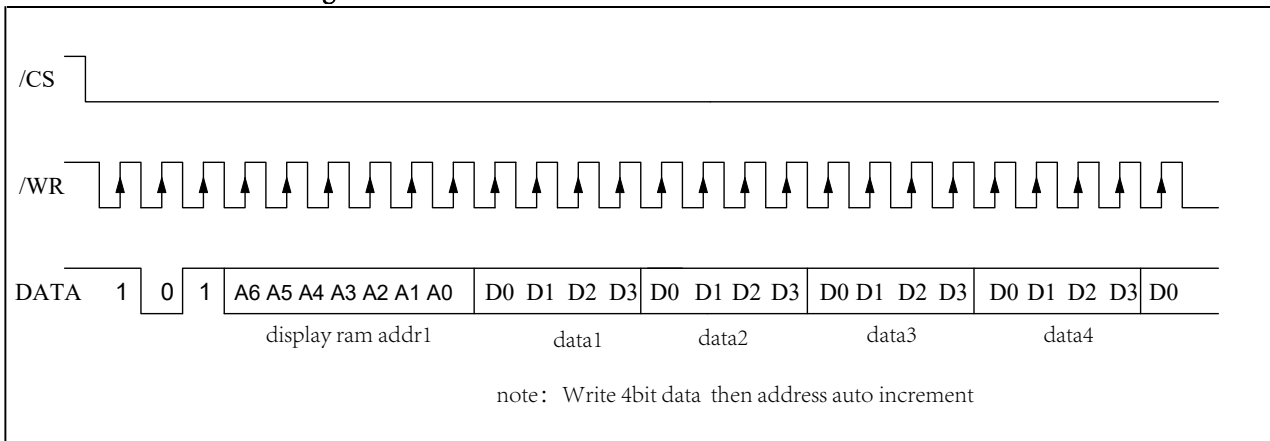 /CS
/WR
DATA 1 0 1 A6 A5 A4 A3 A2 A1 A0 D0 D1 D2 D3 D0 D1 D2 D3 D0 D1 D2 D3 D0 D1 D2 D3 D0
display ram addr1 data1 data2 data3 data4
note: Write 4bit data then address auto increment